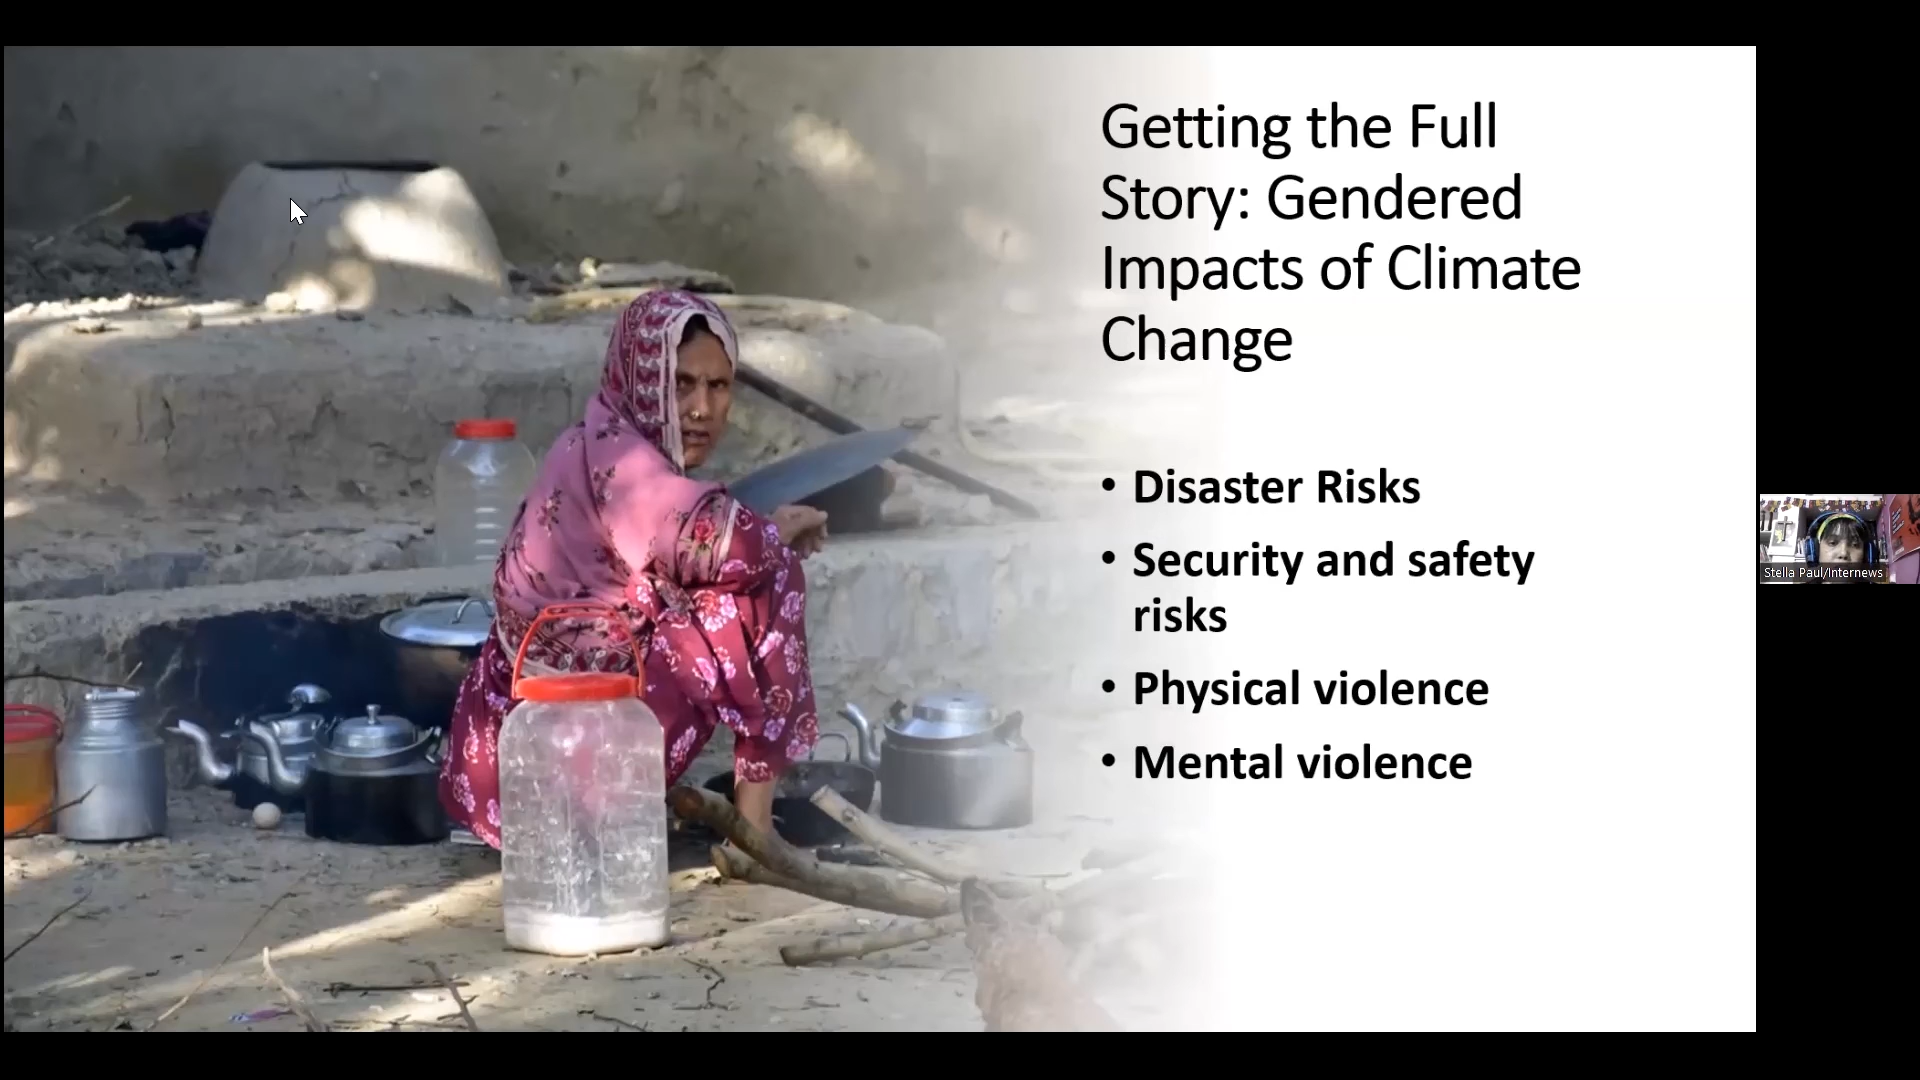 Getting the Full
Story: Gendered
Impacts of Climate
Change
• Disaster Risks
• Security and safety
risks
• Physical violence
• Mental violence
Stella Paul/Internews